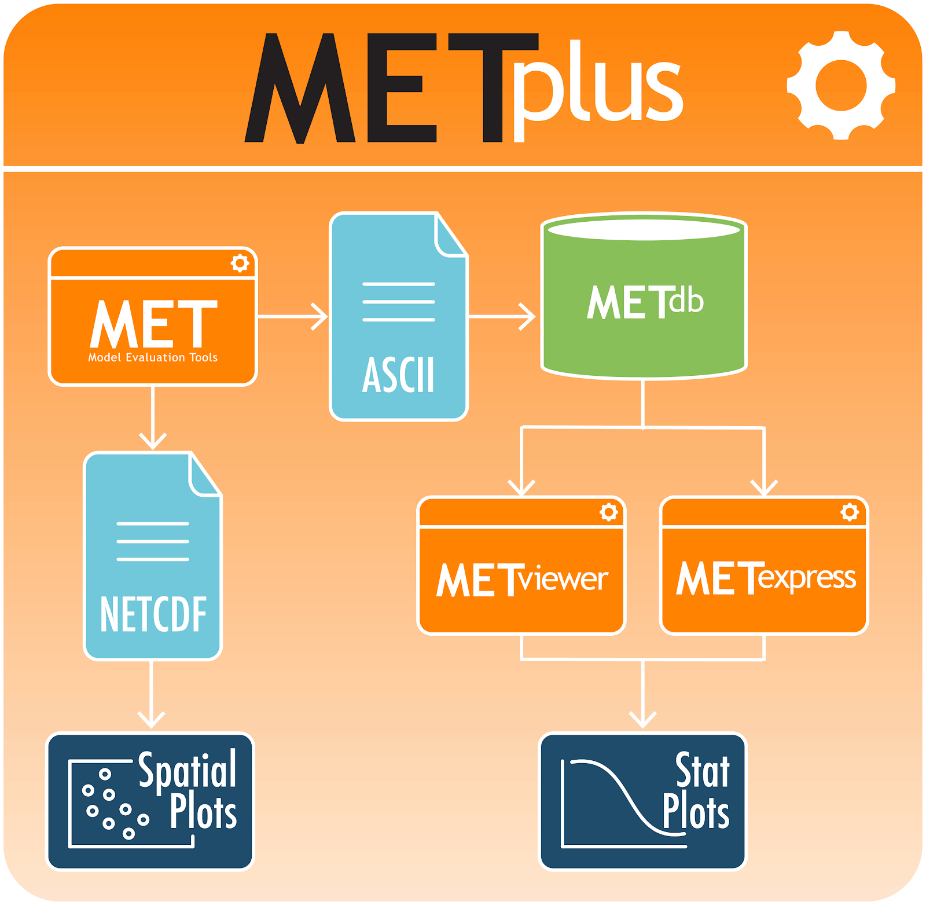 METplus
MET
Model Evaluation Tools
ASCII
METdb
NETCDF
METviewer
METexpress
Spatial
Plots
Stat
Plots